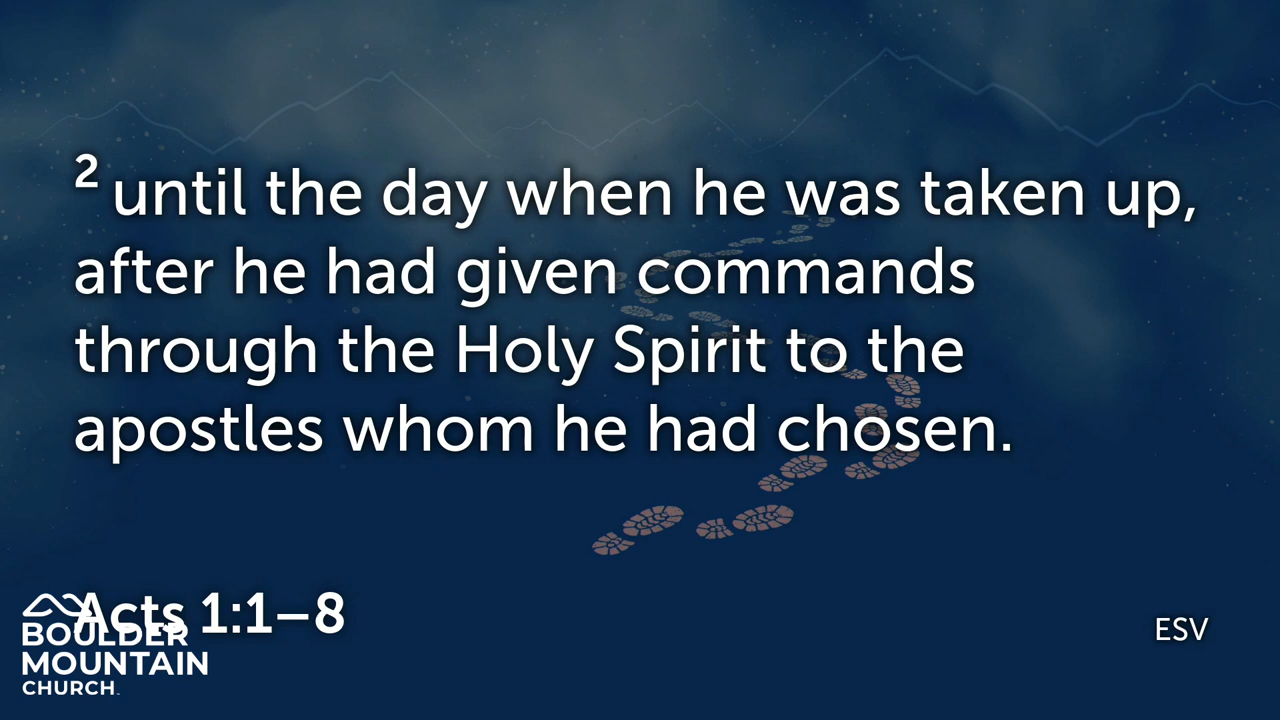 2 until the day when he was taken up,
after he had given commands
through the Holy Spirit to the
apostles whom he had chosen.
Acts 1:1–8
ESV
BOULDER
MOUNTAIN
CHURCH